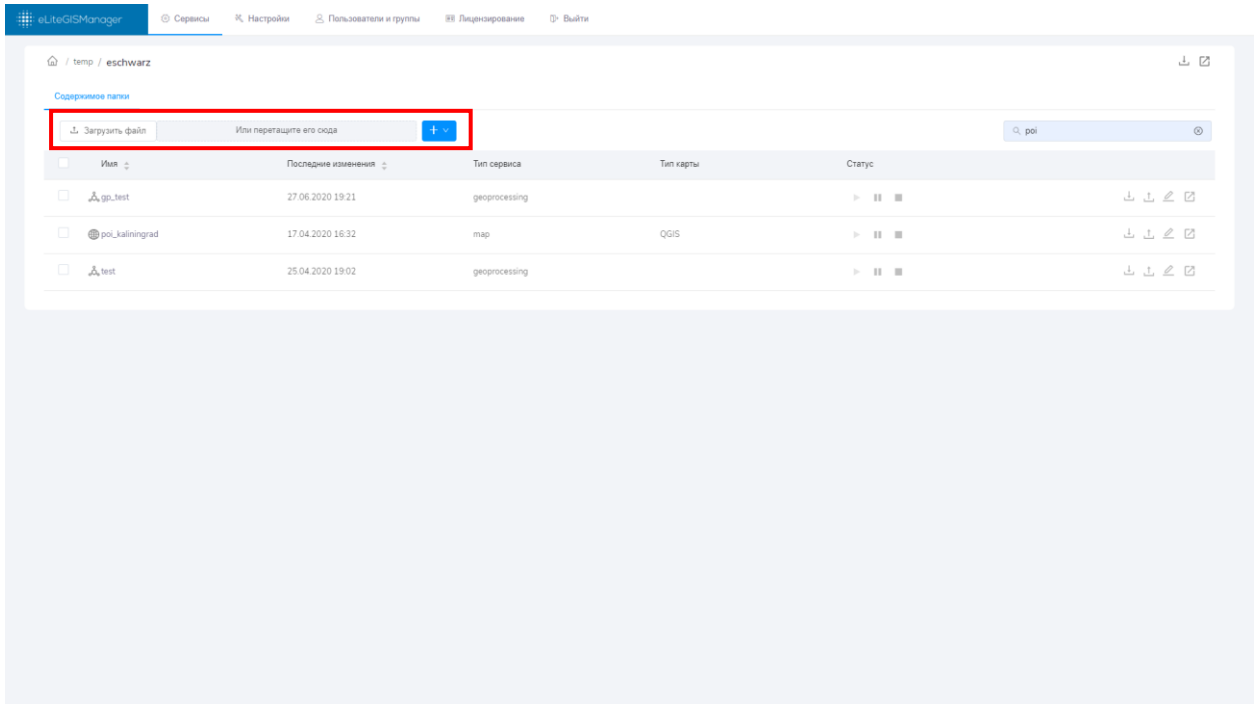 eLiteGISManager Сервисы Настройки Пользователи и группы Лицензирование Выйти
/ temp / eschwarz
Содержимое папки
Загрузить файл Или перетащите его сюда + poi
Имя Последние изменения Тип сервиса Тип карты Статус
gp_test 27.06.2020 19:21 geoprocessing
poi_kaliningrad 17.04.2020 16:32 map QGIS
test 25.04.2020 19:02 geoprocessing